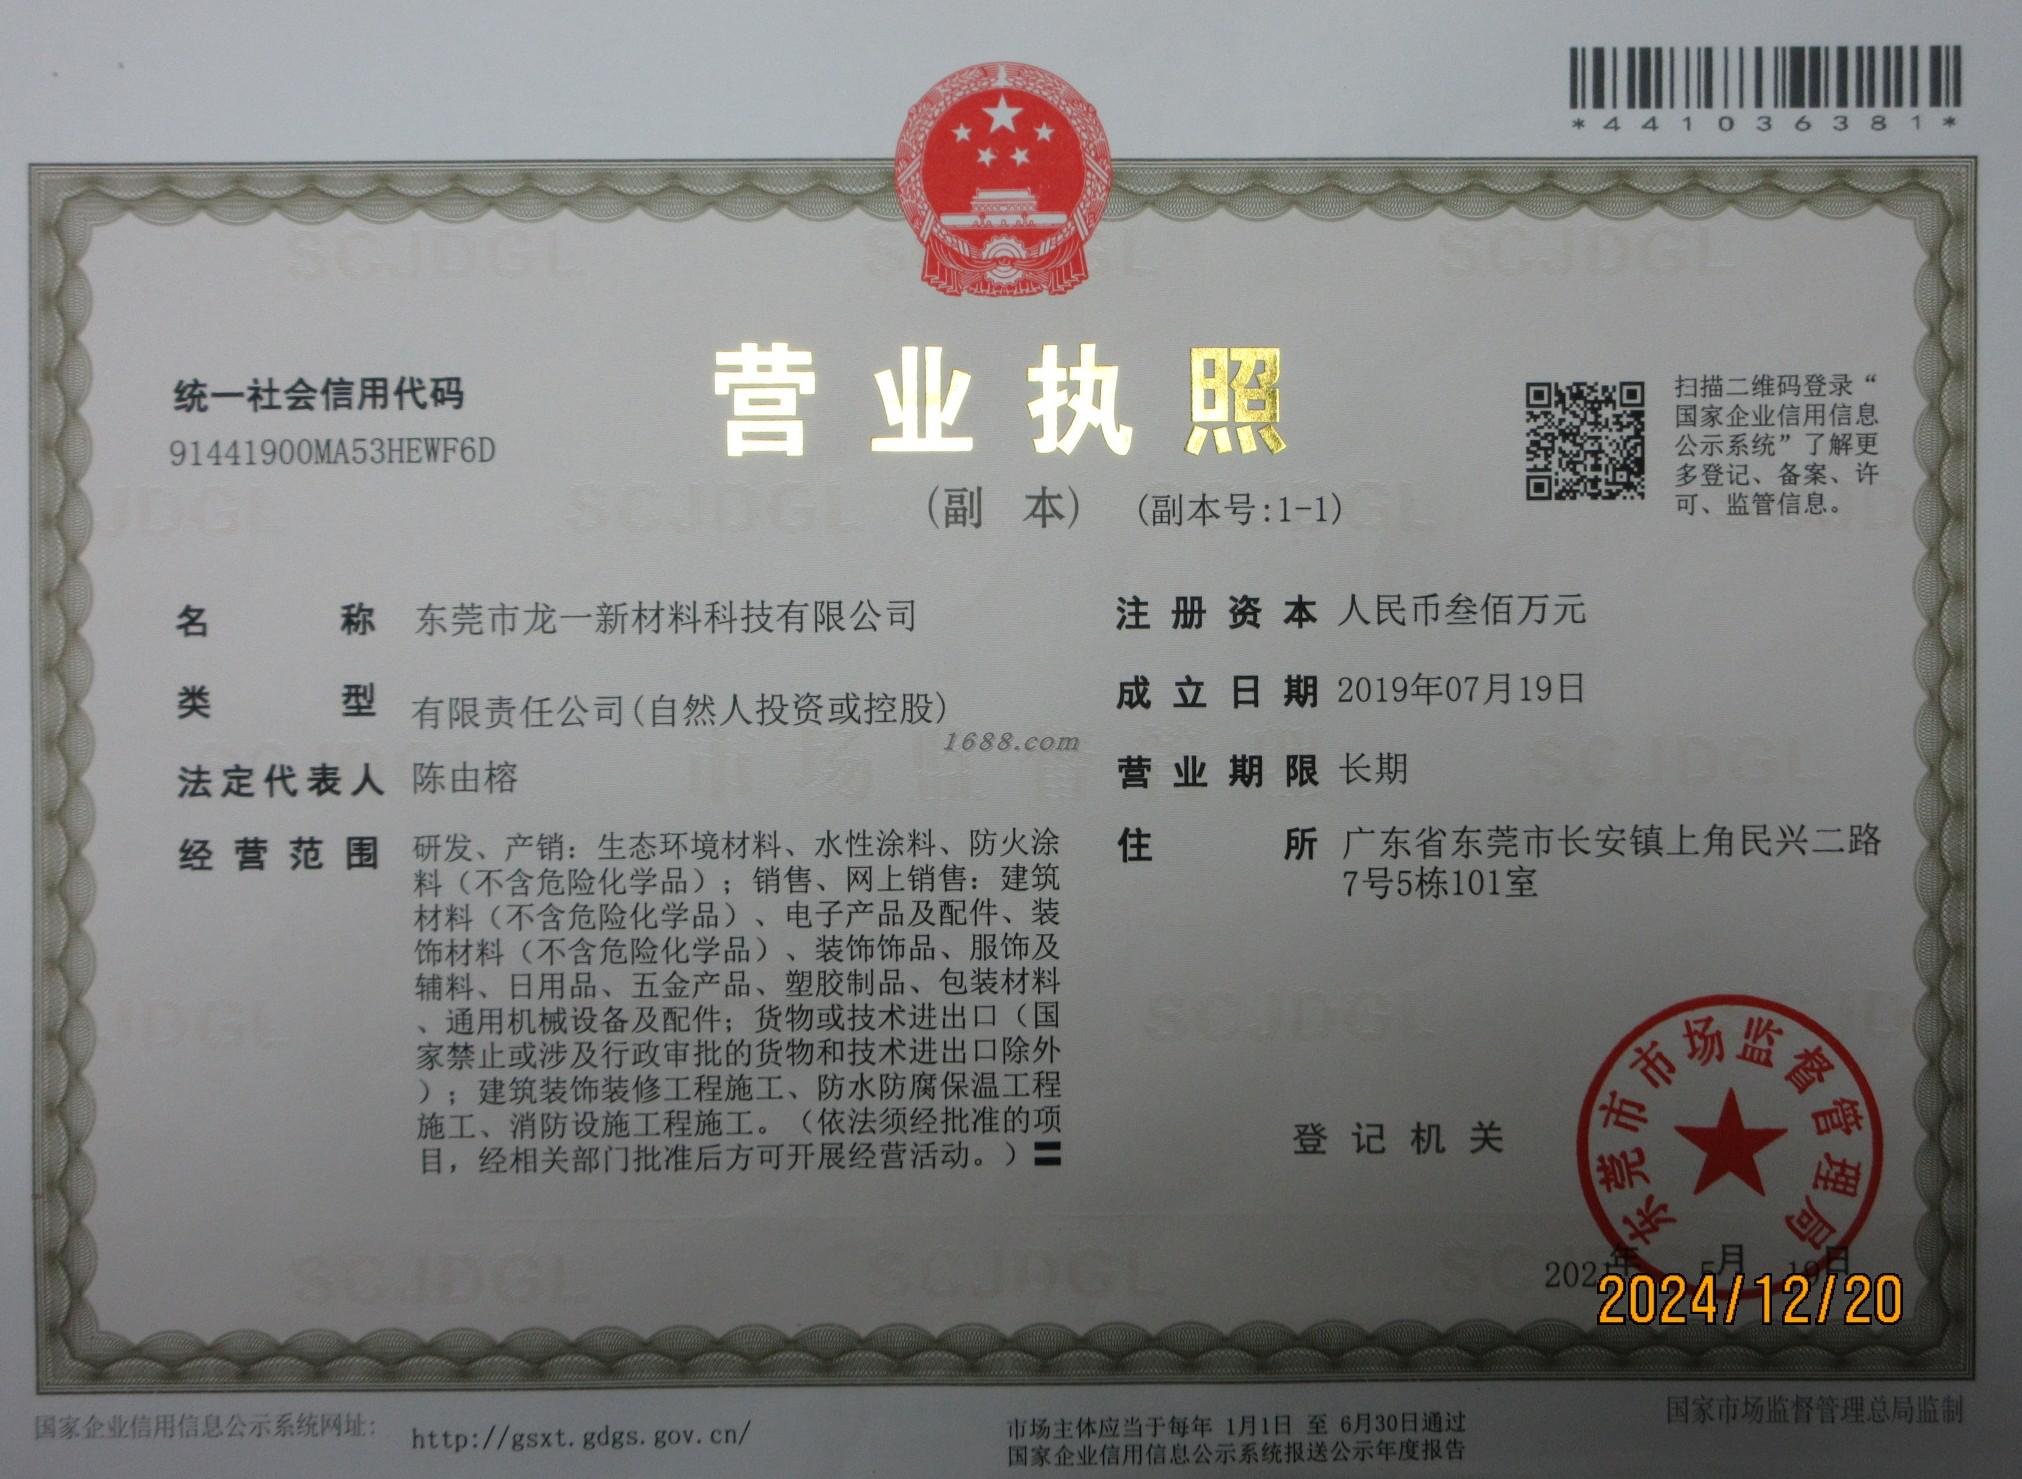 *441036381*
营业执照
(副 本) (副本号:1-1)
统一社会信用代码
91441900MA53HEWF6D
扫描二维码登录“
国家企业信用信息
公示系统”了解更
多登记、备案、许
可、监管信息。
名 称 东莞市龙一新材料科技有限公司
类 型 有限责任公司(自然人投资或控股)
法定代表人 陈由榕
经营范围 研发、产销：生态环境材料、水性涂料、防火涂
料（不含危险化学品）；销售、网上销售：建筑
材料（不含危险化学品）、电子产品及配件、装
饰材料（不含危险化学品）、装饰饰品、服饰及
辅料、日用品、五金产品、塑胶制品、包装材料
、通用机械设备及配件；货物或技术进出口（国
家禁止或涉及行政审批的货物和技术进出口除外
）；建筑装饰装修工程施工、防水防腐保温工程
施工、消防设施工程施工。（依法须经批准的项
目，经相关部门批准后方可开展经营活动。）
注册资本 人民币叁佰万元
成立日期 2019年07月19日
营业期限 长期
住 所 广东省东莞市长安镇上角民兴二路
7号5栋101室
1688.com
登记机关
东莞市市场监督管理局
2021年 5月 19日
2024/12/20
国家企业信用信息公示系统网址: http://gsxt.gdgs.gov.cn/
市场主体应当于每年 1月1日 至 6月30日通过
国家企业信用信息公示系统报送公示年度报告
国家市场监督管理总局监制
SCJDGL